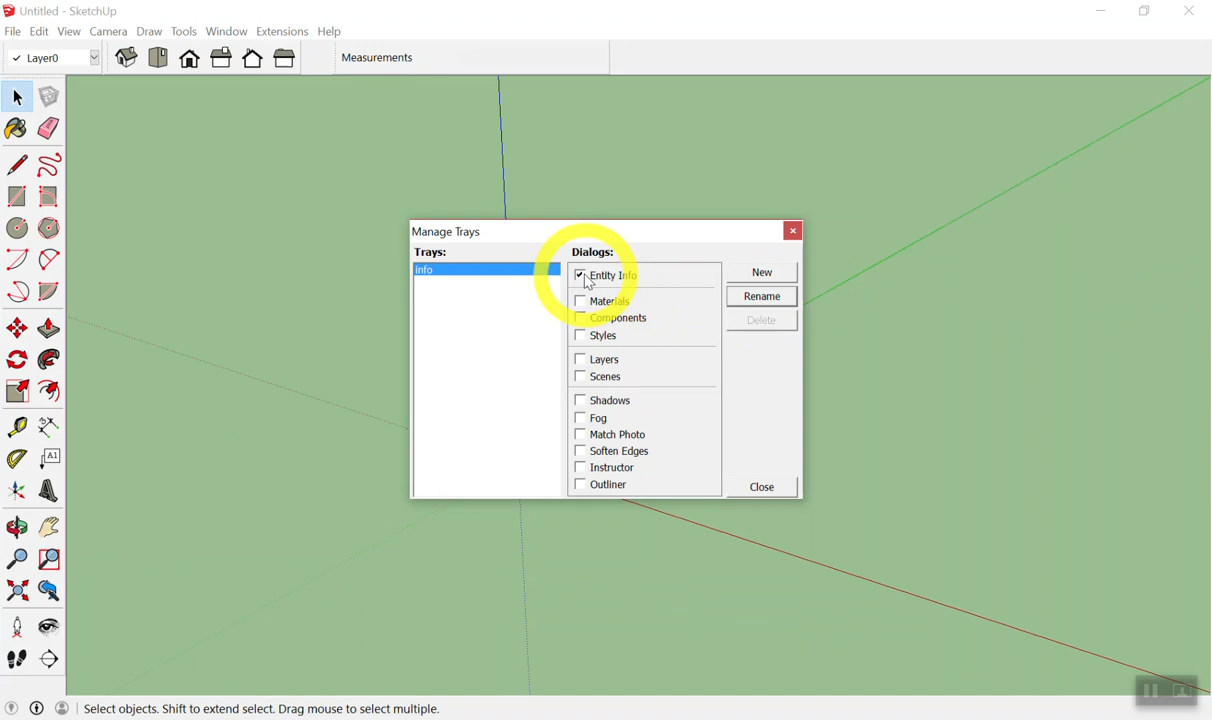 Untitled - SketchUp
File Edit View Camera Draw Tools Window Extensions Help
Layer0
Measurements
Manage Trays
Trays:
Dialogs:
info
Entity Info
Materials
Components
Styles
Layers
Scenes
Shadows
Fog
Match Photo
Soften Edges
Instructor
Outliner
New
Rename
Delete
Close
A1
Select objects. Shift to extend select. Drag mouse to select multiple.